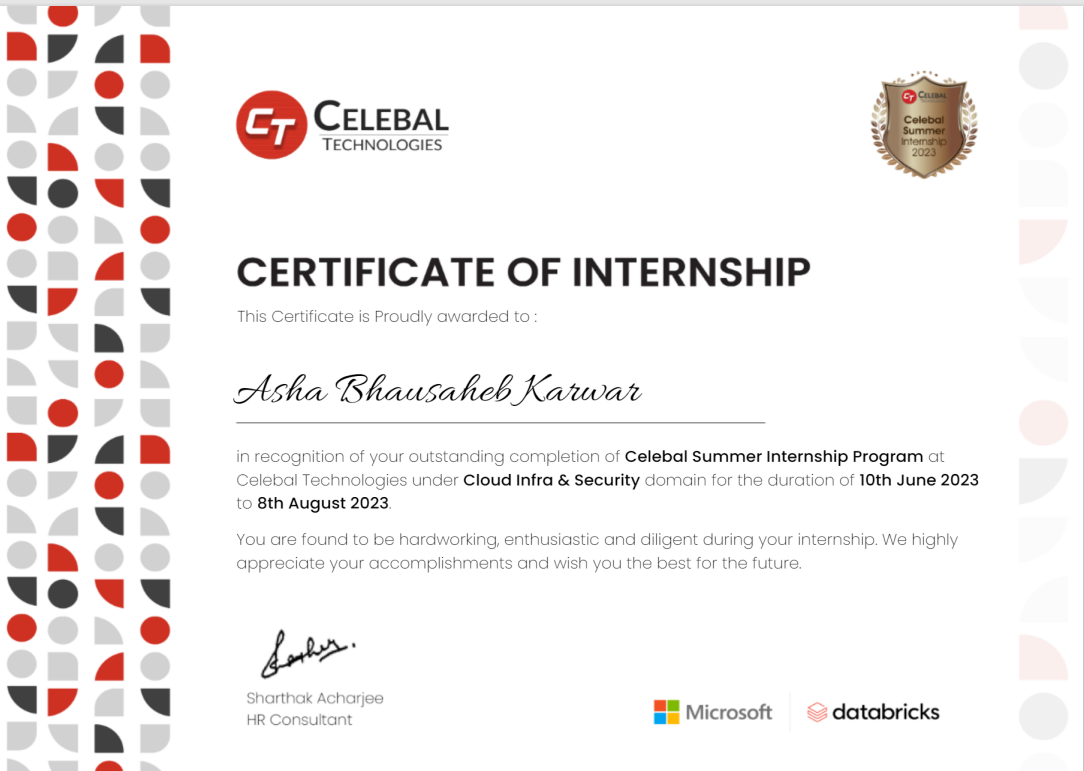 CT CELEBAL
TECHNOLOGIES
CT CELEBAL
Celebal
Summer
Internship
2023
CERTIFICATE OF INTERNSHIP
This Certificate is Proudly awarded to :
Asha Bhausaheb Karwar
in recognition of your outstanding completion of Celebal Summer Internship Program at
Celebal Technologies under Cloud Infra & Security domain for the duration of 10th June 2023
to 8th August 2023.
You are found to be hardworking, enthusiastic and diligent during your internship. We highly
appreciate your accomplishments and wish you the best for the future.
Sharthak Acharjee
HR Consultant
Microsoft
databricks